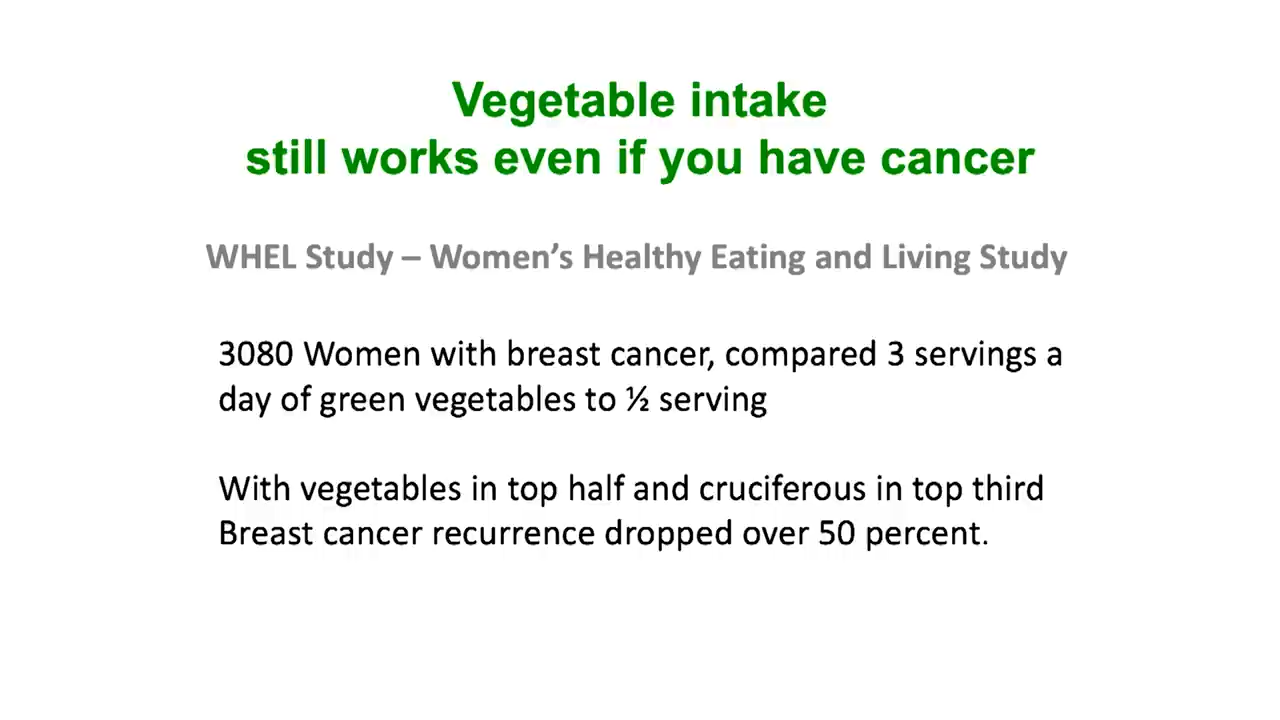 Vegetable intake
still works even if you have cancer
WHEL Study – Women’s Healthy Eating and Living Study
3080 Women with breast cancer, compared 3 servings a
day of green vegetables to ½ serving
With vegetables in top half and cruciferous in top third
Breast cancer recurrence dropped over 50 percent.